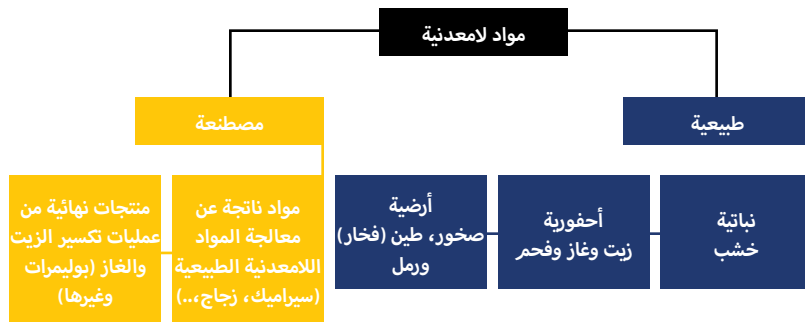 مواد لامعدنية
طبيعية
مصطنعة
نباتية
خشب
أحفورية
زيت وغاز وفحم
أرضية
صخور، طين (فخار)
ورمل
مواد ناتجة عن
معالجة المواد
اللامعدنية الطبيعية
(سيراميك، زجاج،..)
منتجات نهائية من
عمليات تكسير الزيت
والغاز (بوليمرات
وغيرها)